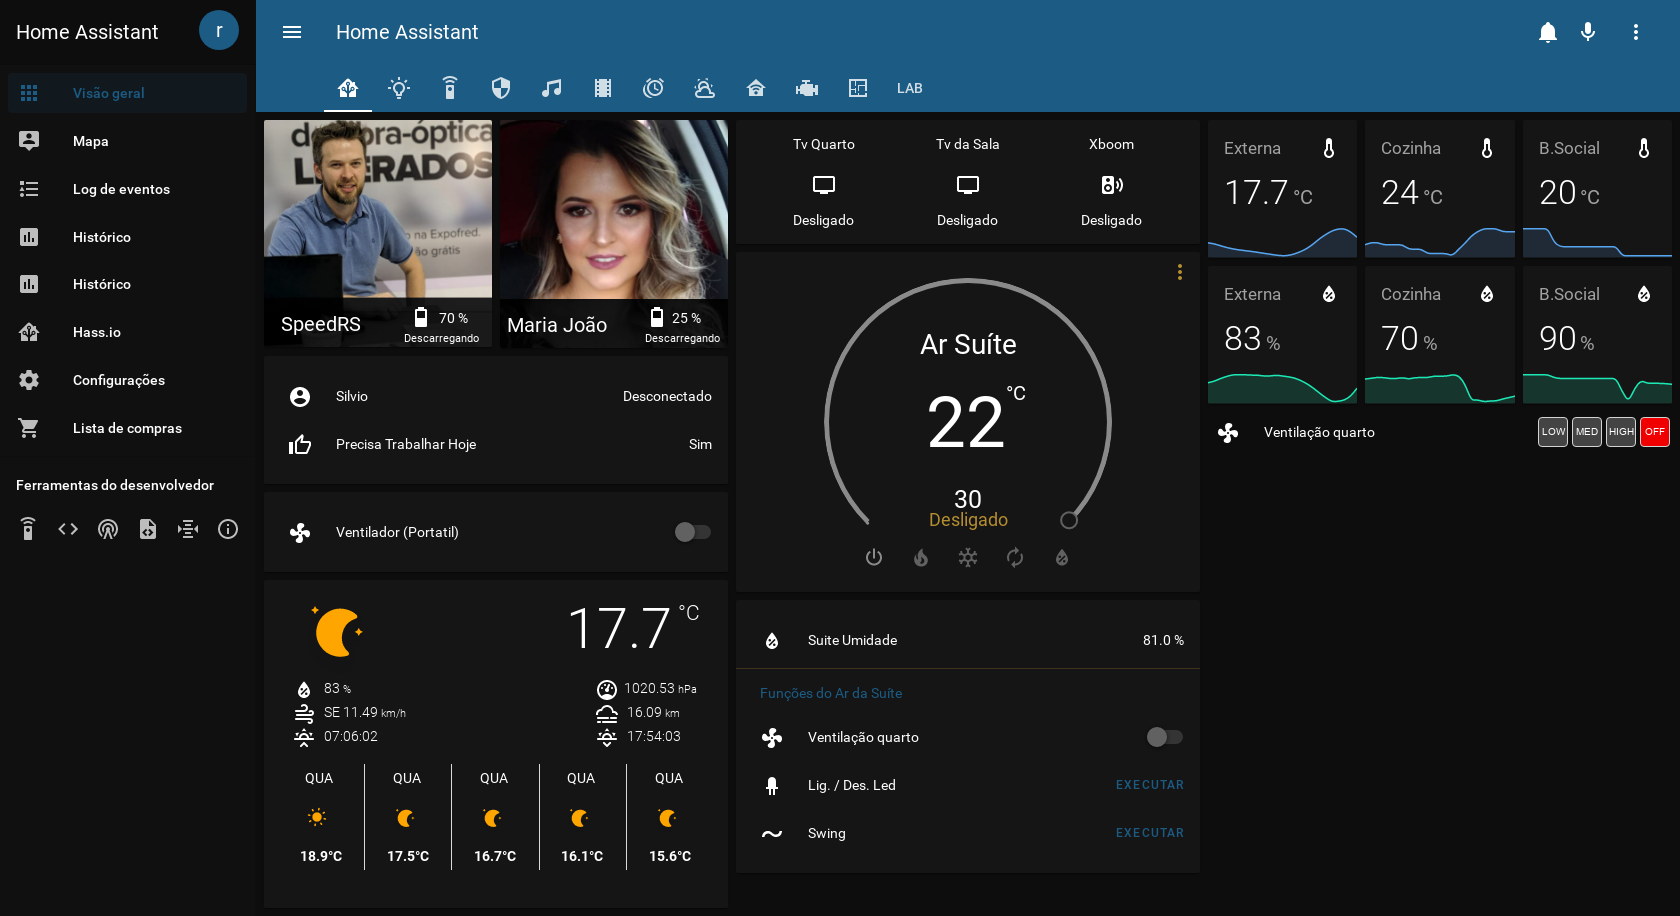 Home Assistant
r
Visão geral
Mapa
Log de eventos
Histórico
Histórico
Hass.io
Configurações
Lista de compras
Ferramentas do desenvolvedor
Home Assistant
LAB
SpeedRS
70 %
Descarregando
Maria João
25 %
Descarregando
Silvio Desconectado
Precisa Trabalhar Hoje Sim
Ventilador (Portatil)
17.7 °C
83 % 1020.53 hPa
SE 11.49 km/h 16.09 km
07:06:02 17:54:03
QUA QUA QUA QUA QUA
18.9°C 17.5°C 16.7°C 16.1°C 15.6°C
Tv Quarto Tv da Sala Xboom
Desligado Desligado Desligado
Ar Suíte
22 °C
30
Desligado
Suite Umidade 81.0 %
Funções do Ar da Suíte
Ventilação quarto
Lig. / Des. Led EXECUTAR
Swing EXECUTAR
Externa Cozinha B.Social
17.7 °C 24 °C 20 °C
Externa Cozinha B.Social
83 % 70 % 90 %
Ventilação quarto LOW MED HIGH OFF